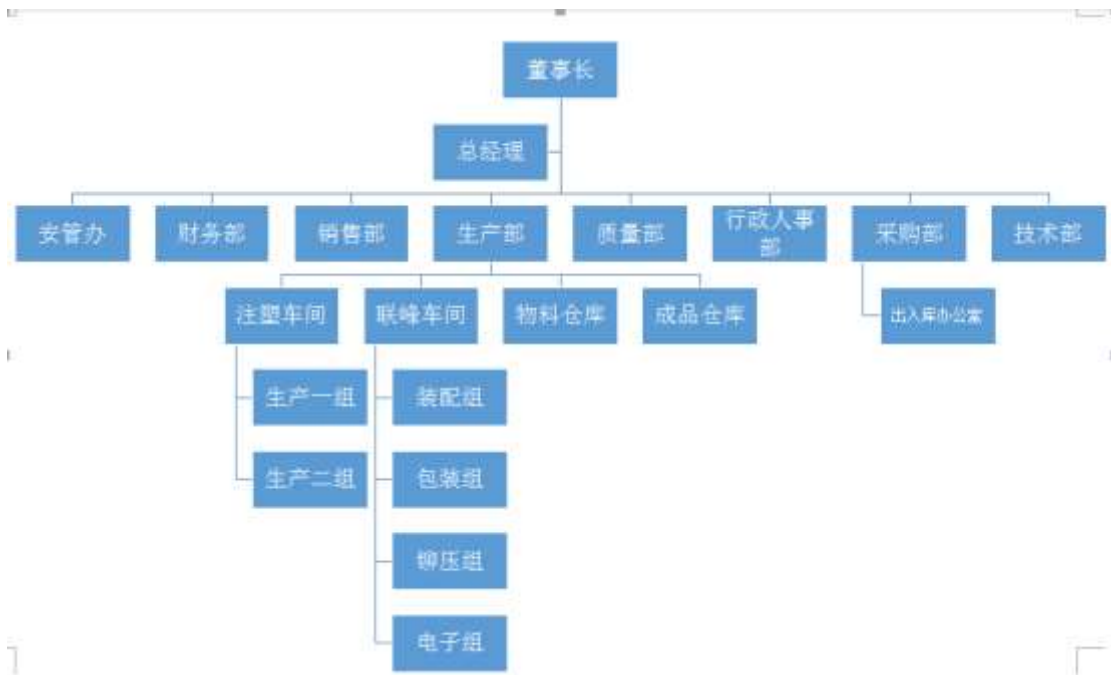 董事长
总经理
安管办
财务部
销售部
生产部
质量部
行政人事
部
采购部
技术部
注塑车间
联峰车间
物料仓库
成品仓库
出入库办公室
生产一组
装配组
生产二组
包装组
铆压组
电子组